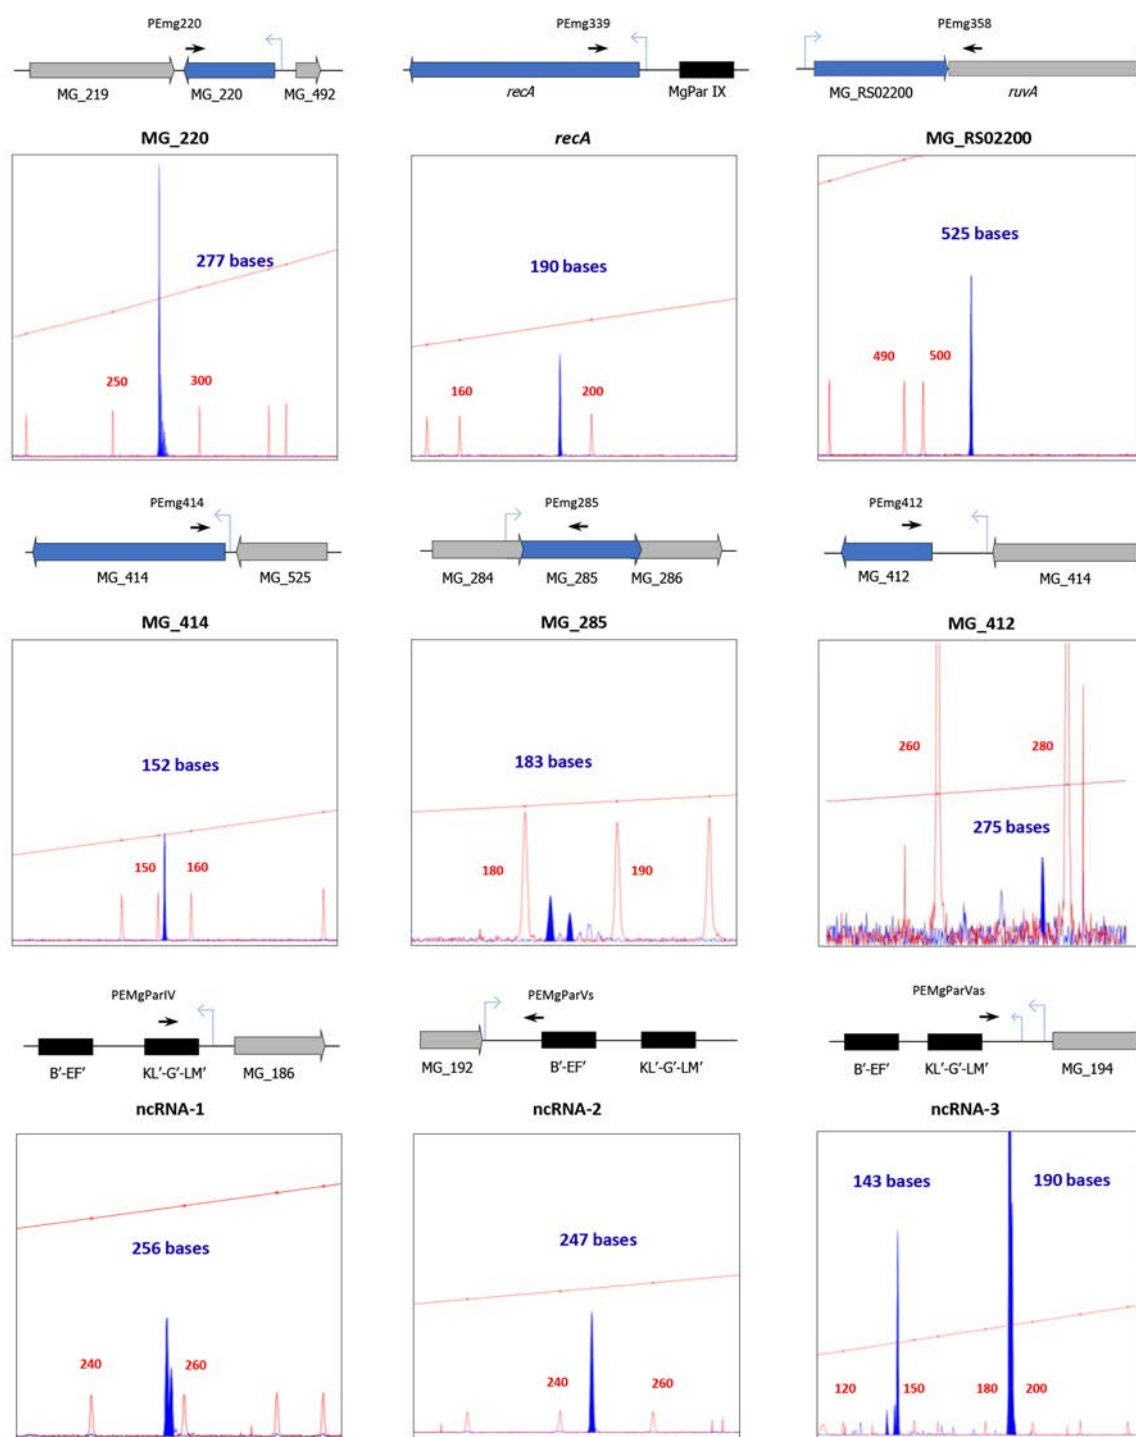 PEmg220 PEmg339 PEmg358
MG_219 MG_220 MG_492 recA MgPar IX MG_RS02200 ruvA
MG_220 recA MG_RS02200
277 bases 190 bases 525 bases
250 300 160 200 490 500
PEmg414 PEmg285 PEmg412
MG_414 MG_525 MG_284 MG_285 MG_286 MG_412 MG_414
MG_414 MG_285 MG_412
152 bases 183 bases 275 bases
150 160 180 190 260 280
PEMgParIV PEMgParVs PEMgParVas
B'-EF' KL'-G'-LM' MG_186 MG_192 B'-EF' KL'-G'-LM' B'-EF' KL'-G'-LM' MG_194
ncRNA-1 ncRNA-2 ncRNA-3
256 bases 247 bases 143 bases 190 bases
240 260 240 260 120 150 180 200